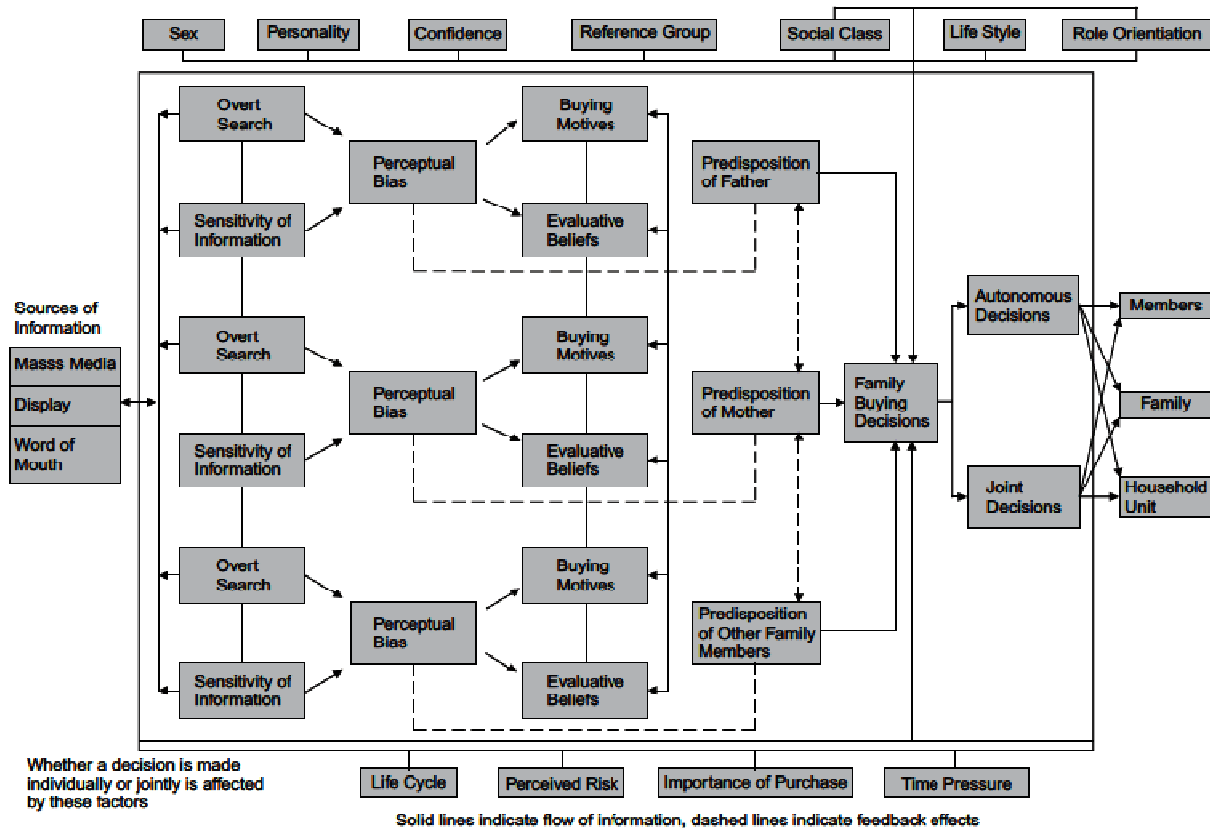 Sex
Personality
Confidence
Reference Group
Social Class
Life Style
Role Orientiation
Overt
Search
Buying
Motives
Perceptual
Bias
Predisposition
of Father
Sensitivity of
Information
Evaluative
Beliefs
Sources of
Information
Masss Media
Display
Word of
Mouth
Overt
Search
Buying
Motives
Perceptual
Bias
Predisposition
of Mother
Sensitivity of
Information
Evaluative
Beliefs
Family
Buying
Decisions
Autonomous
Decisions
Joint
Decisions
Members
Family
Household
Unit
Overt
Search
Buying
Motives
Perceptual
Bias
Predisposition
of Other Family
Members
Sensitivity of
Information
Evaluative
Beliefs
Whether a decision is made
individually or jointly is affected
by these factors
Life Cycle
Perceived Risk
Importance of Purchase
Time Pressure
Solid lines indicate flow of information, dashed lines indicate feedback effects